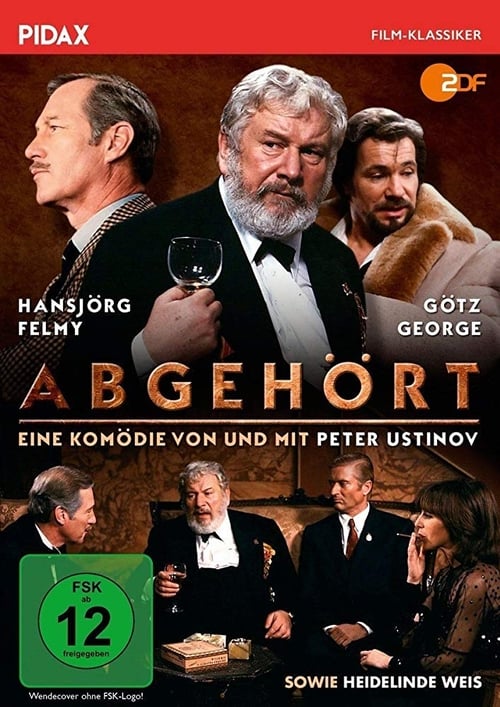 PIDAX
FILM-KLASSIKER
ZDF
HANSJÖRG
FELMY
GÖTZ
GEORGE
ABGEHÖRT
EINE KOMÖDIE VON UND MIT PETER USTINOV
FSK
ab
12
freigegeben
Wendecover ohne FSK-Logo!
SOWIE HEIDELINDE WEIS